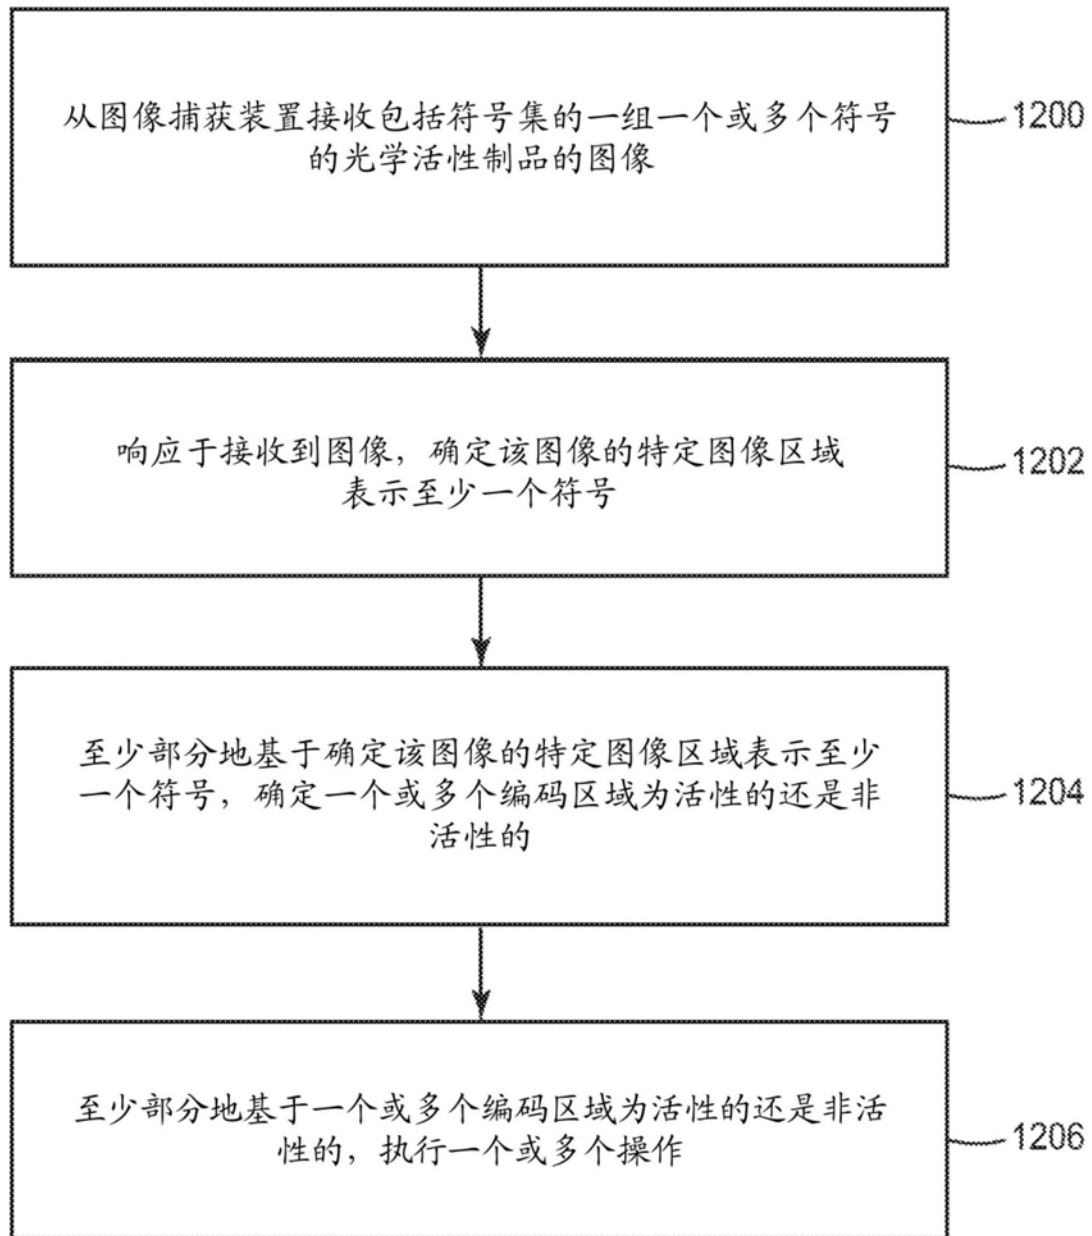 从图像捕获装置接收包括符号集的一组一个或多个符号
的光学活性制品的图像
1200
响应于接收到图像，确定该图像的特定图像区域
表示至少一个符号
1202
至少部分地基于确定该图像的特定图像区域表示至少
一个符号，确定一个或多个编码区域为活性的还是非
活性的
1204
至少部分地基于一个或多个编码区域为活性的还是非活
性的，执行一个或多个操作
1206